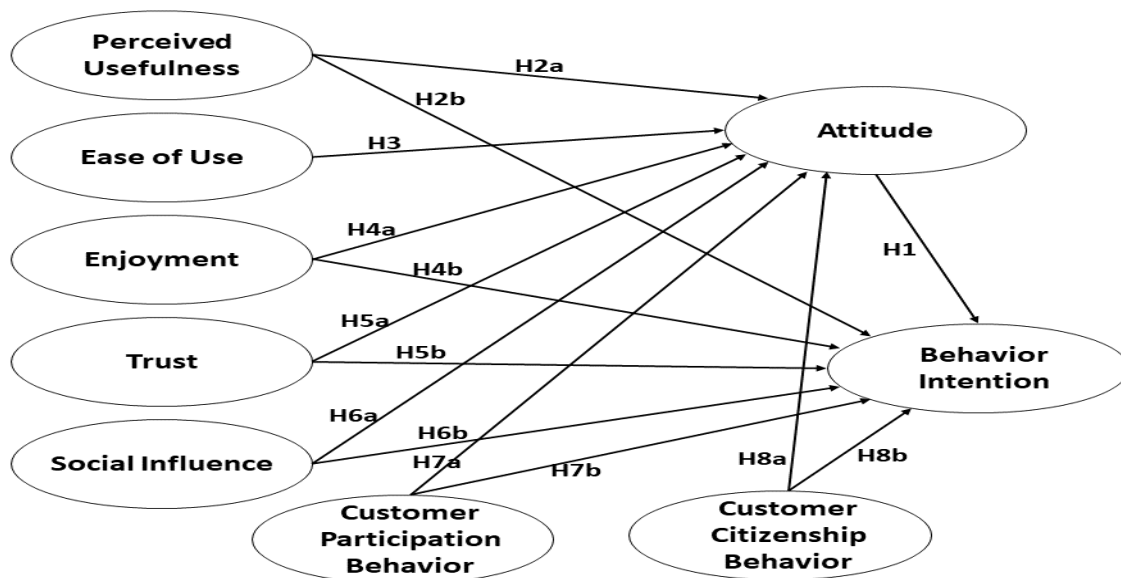 Perceived
Usefulness
H2a
H2b
Attitude
Ease of Use
H3
Enjoyment
H4a
H4b
H1
Trust
H5a
H5b
Behavior
Intention
Social Influence
H6a
H6b
H7a
H7b
H8a
H8b
Customer
Participation
Behavior
Customer
Citizenship
Behavior